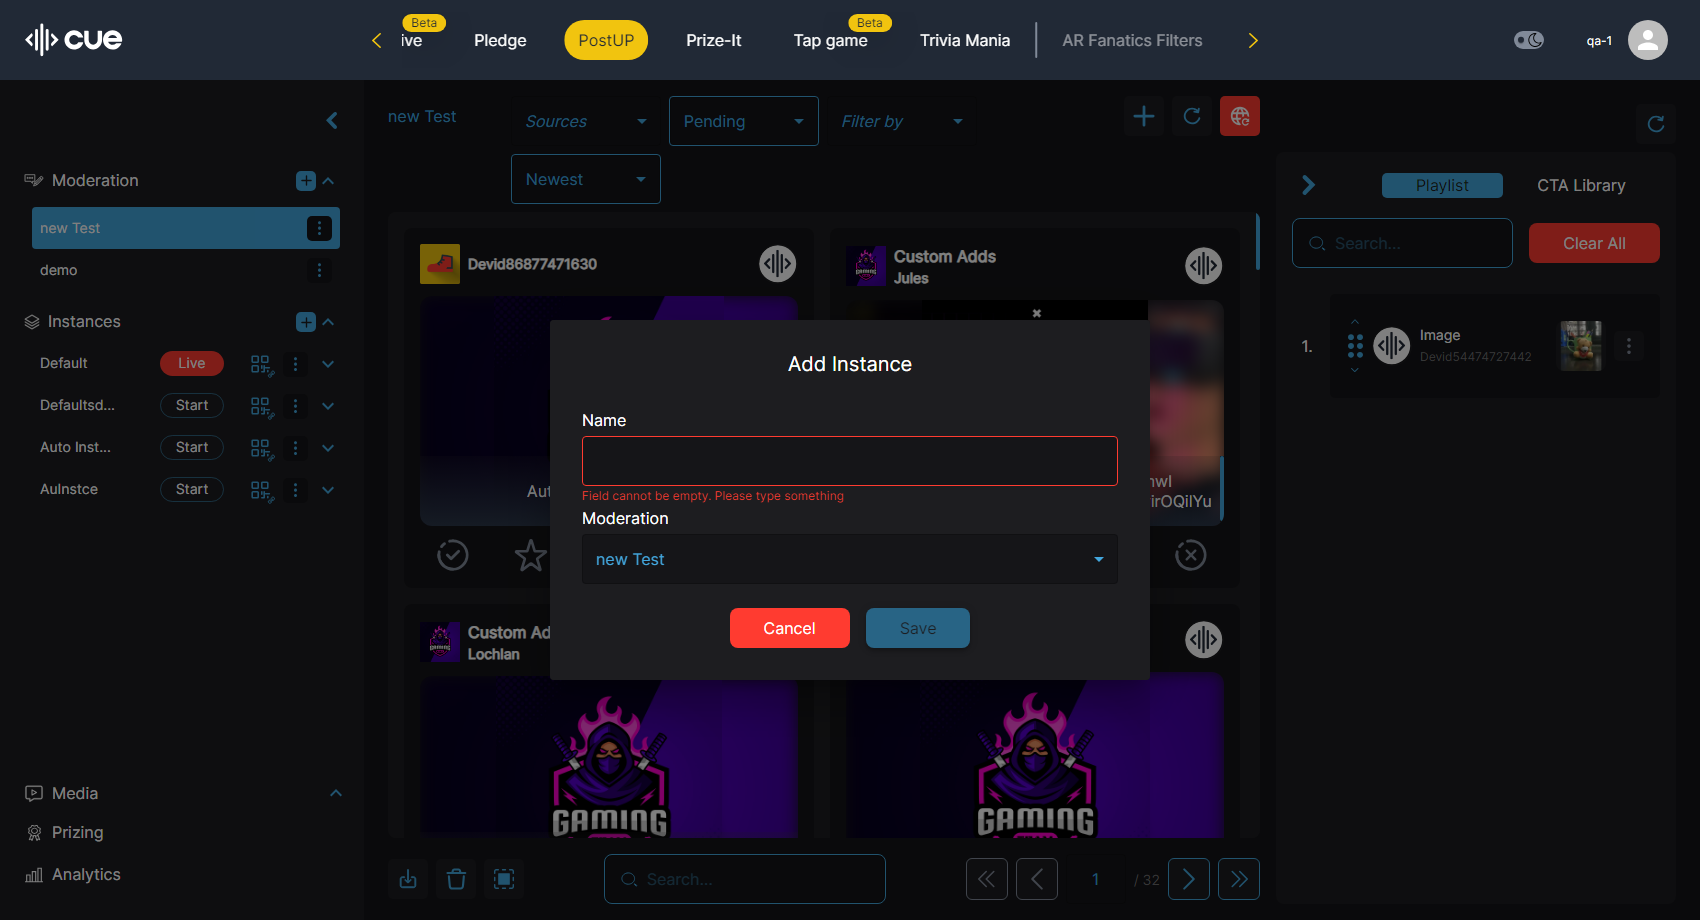 cue
Beta
ive
Pledge
PostUP
Prize-It
Beta
Tap game
Trivia Mania
AR Fanatics Filters
qa-1
Moderation
new Test
demo
Instances
Default
Live
Defaultsd...
Start
Auto Inst...
Start
AuInstce
Start
Media
Prizing
Analytics
new Test
Sources
Pending
Filter by
Newest
Devid86877471630
Aut
Custom Adds
Jules
nwI
irOQilYu
Custom Ad
Lochlan
GAMING
GAMING
Add Instance
Name
Field cannot be empty. Please type something
Moderation
new Test
Cancel
Save
Search...
1
/ 32
Playlist
CTA Library
Search...
Clear All
1.
Image
Devid54474727442